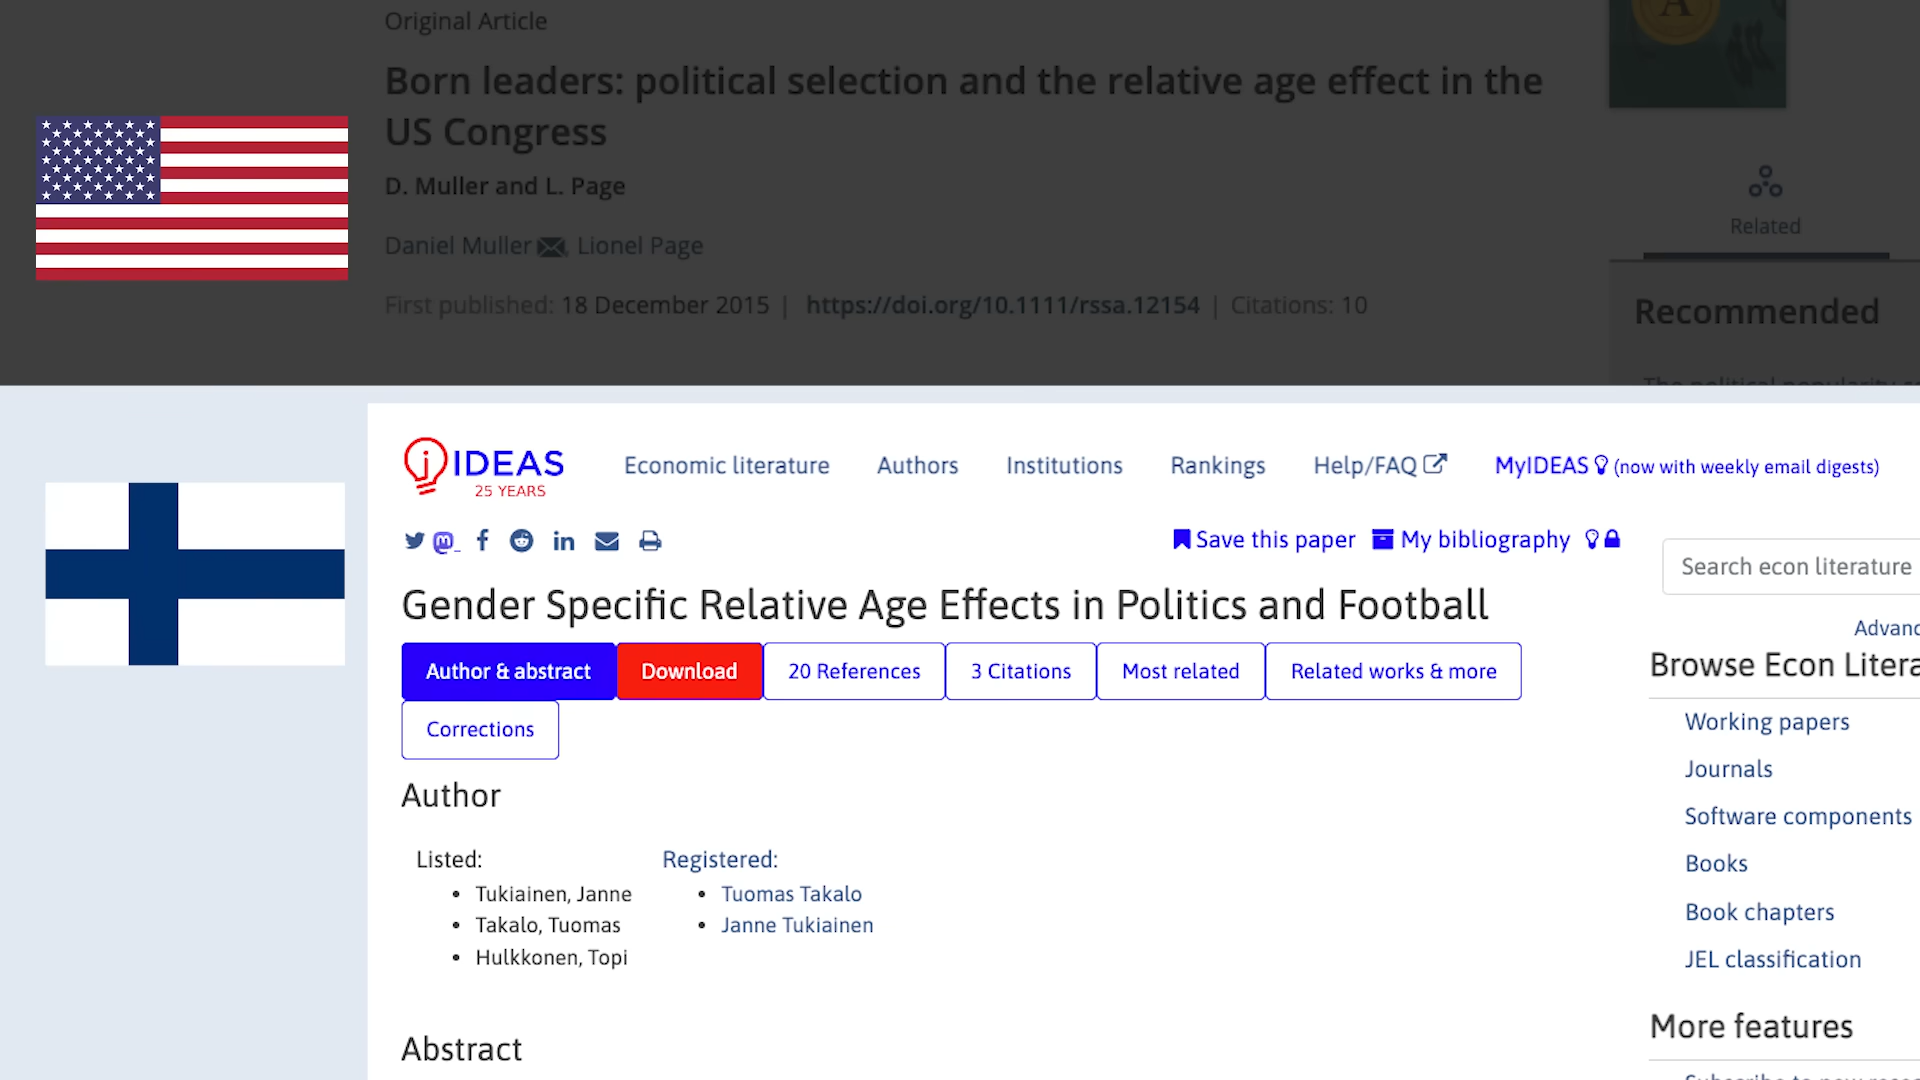 Original Article
Born leaders: political selection and the relative age effect in the
US Congress
D. Muller and L. Page
Daniel Muller Lionel Page
First published: 18 December 2015 | https://doi.org/10.1111/rssa.12154 | Citations: 10
A
Related
Recommended
IDEAS
25 YEARS
Economic literature Authors Institutions Rankings Help/FAQ MyIDEAS (now with weekly email digests)
Save this paper My bibliography
Search econ literature
Gender Specific Relative Age Effects in Politics and Football
Author & abstract Download 20 References 3 Citations Most related Related works & more
Corrections
Author
Listed: Registered:
• Tukiainen, Janne • Tuomas Takalo
• Takalo, Tuomas • Janne Tukiainen
• Hulkkonen, Topi
Abstract
Advanc
Browse Econ Litera
Working papers
Journals
Software components
Books
Book chapters
JEL classification
More features